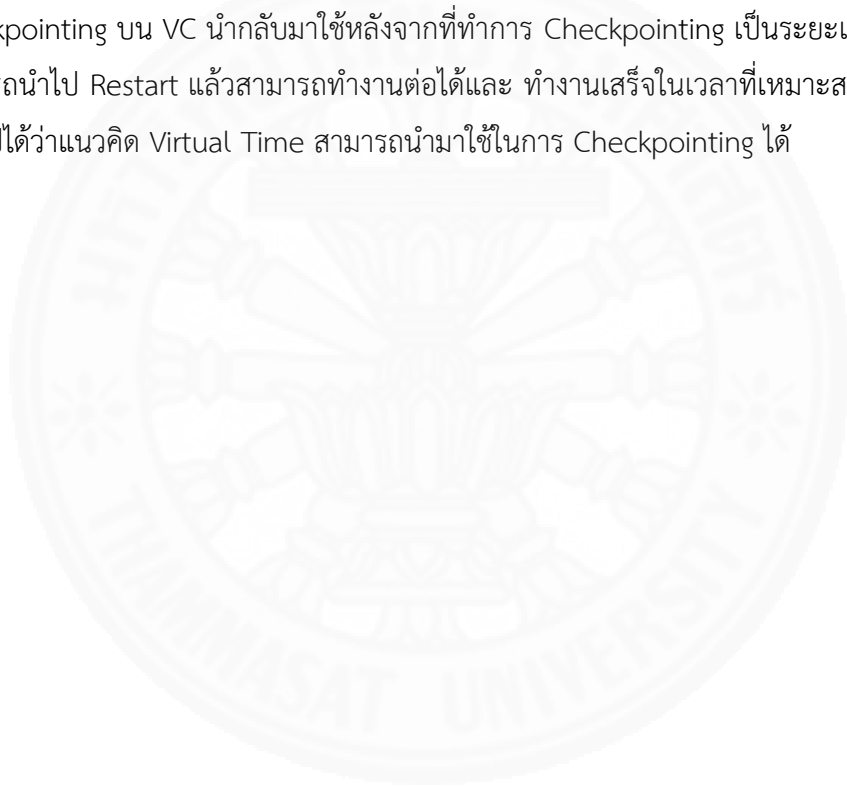 kpointing บน VC นำกลับมาใช้หลังจากที่ทำการ Checkpointing เป็นระยะเ
ถนำไป Restart แล้วสามารถทำงานต่อได้และ ทำงานเสร็จในเวลาที่เหมาะส
ได้ว่าแนวคิด Virtual Time สามารถนำมาใช้ในการ Checkpointing ได้
THAMMASAT UNIVERSITY